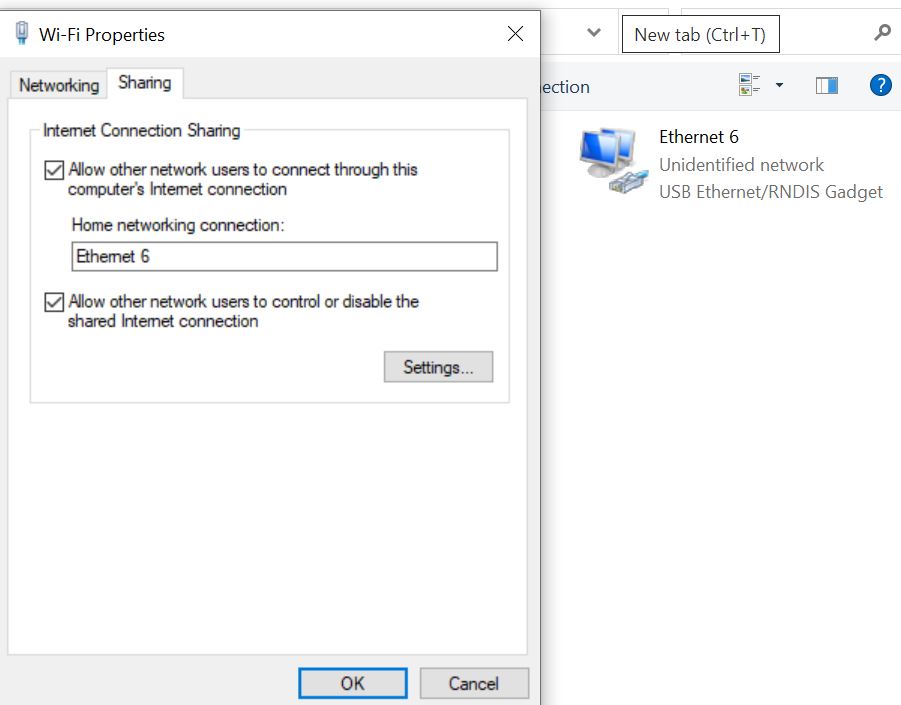 Wi-Fi Properties
New tab (Ctrl+T)
Networking
Sharing
ection
?
Internet Connection Sharing
Allow other network users to connect through this
computer's Internet connection
Home networking connection:
Ethernet 6
Allow other network users to control or disable the
shared Internet connection
Settings...
OK
Cancel
Ethernet 6
Unidentified network
USB Ethernet/RNDIS Gadget